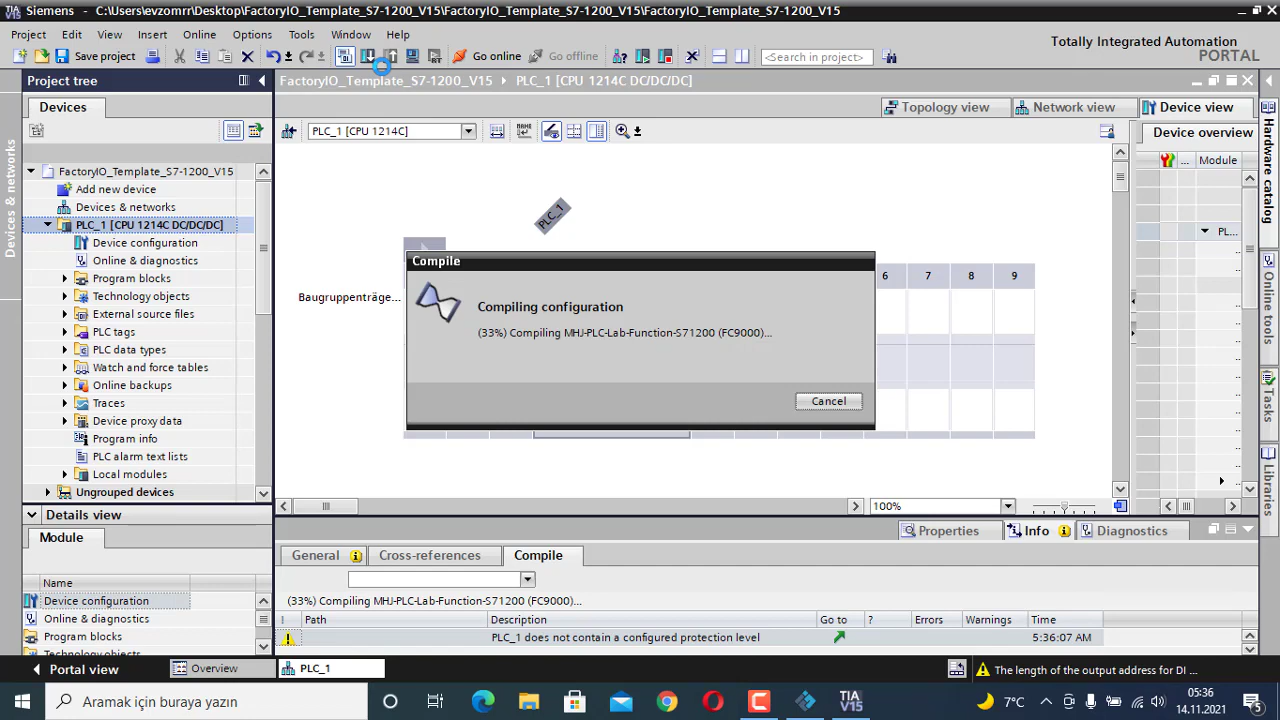 Siemens - C:\Users\evzomrr\Desktop\FactoryIO_Template_S7-1200_V15\FactoryIO_Template_S7-1200_V15\FactoryIO_Template_S7-1200_V15
Project Edit View Insert Online Options Tools Window Help
Totally Integrated Automation
PORTAL
Save project
Go online
Go offline
<Search in project>
Project tree
FactoryIO_Template_S7-1200_V15 PLC_1 [CPU 1214C DC/DC/DC]
Devices
Topology view
Network view
Device view
PLC_1 [CPU 1214C]
Device overview
... Module
Devices & networks
FactoryIO_Template_S7-1200_V15
Add new device
Devices & networks
PLC_1 [CPU 1214C DC/DC/DC]
Device configuration
Online & diagnostics
Program blocks
Technology objects
External source files
PLC tags
PLC data types
Watch and force tables
Online backups
Traces
Device proxy data
Program info
PLC alarm text lists
Local modules
Ungrouped devices
PLC_1
PL...
Baugruppenträge...
6 7 8 9
Compile
Compiling configuration
(33%) Compiling MHJ-PLC-Lab-Function-S71200 (FC9000)...
Cancel
100%
Hardware catalog
Online tools
Tasks
Libraries
Details view
Module
Name
Device configuration
Online & diagnostics
Program blocks
Technology objects
Properties
Info
Diagnostics
General
Cross-references
Compile
(33%) Compiling MHJ-PLC-Lab-Function-S71200 (FC9000)...
! Path Description Go to ? Errors Warnings Time
PLC_1 does not contain a configured protection level 5:36:07 AM
Portal view
Overview
PLC_1
The length of the output address for DI ...
Aramak için buraya yazın
TIA V15
7°C
05:36
14.11.2021
5